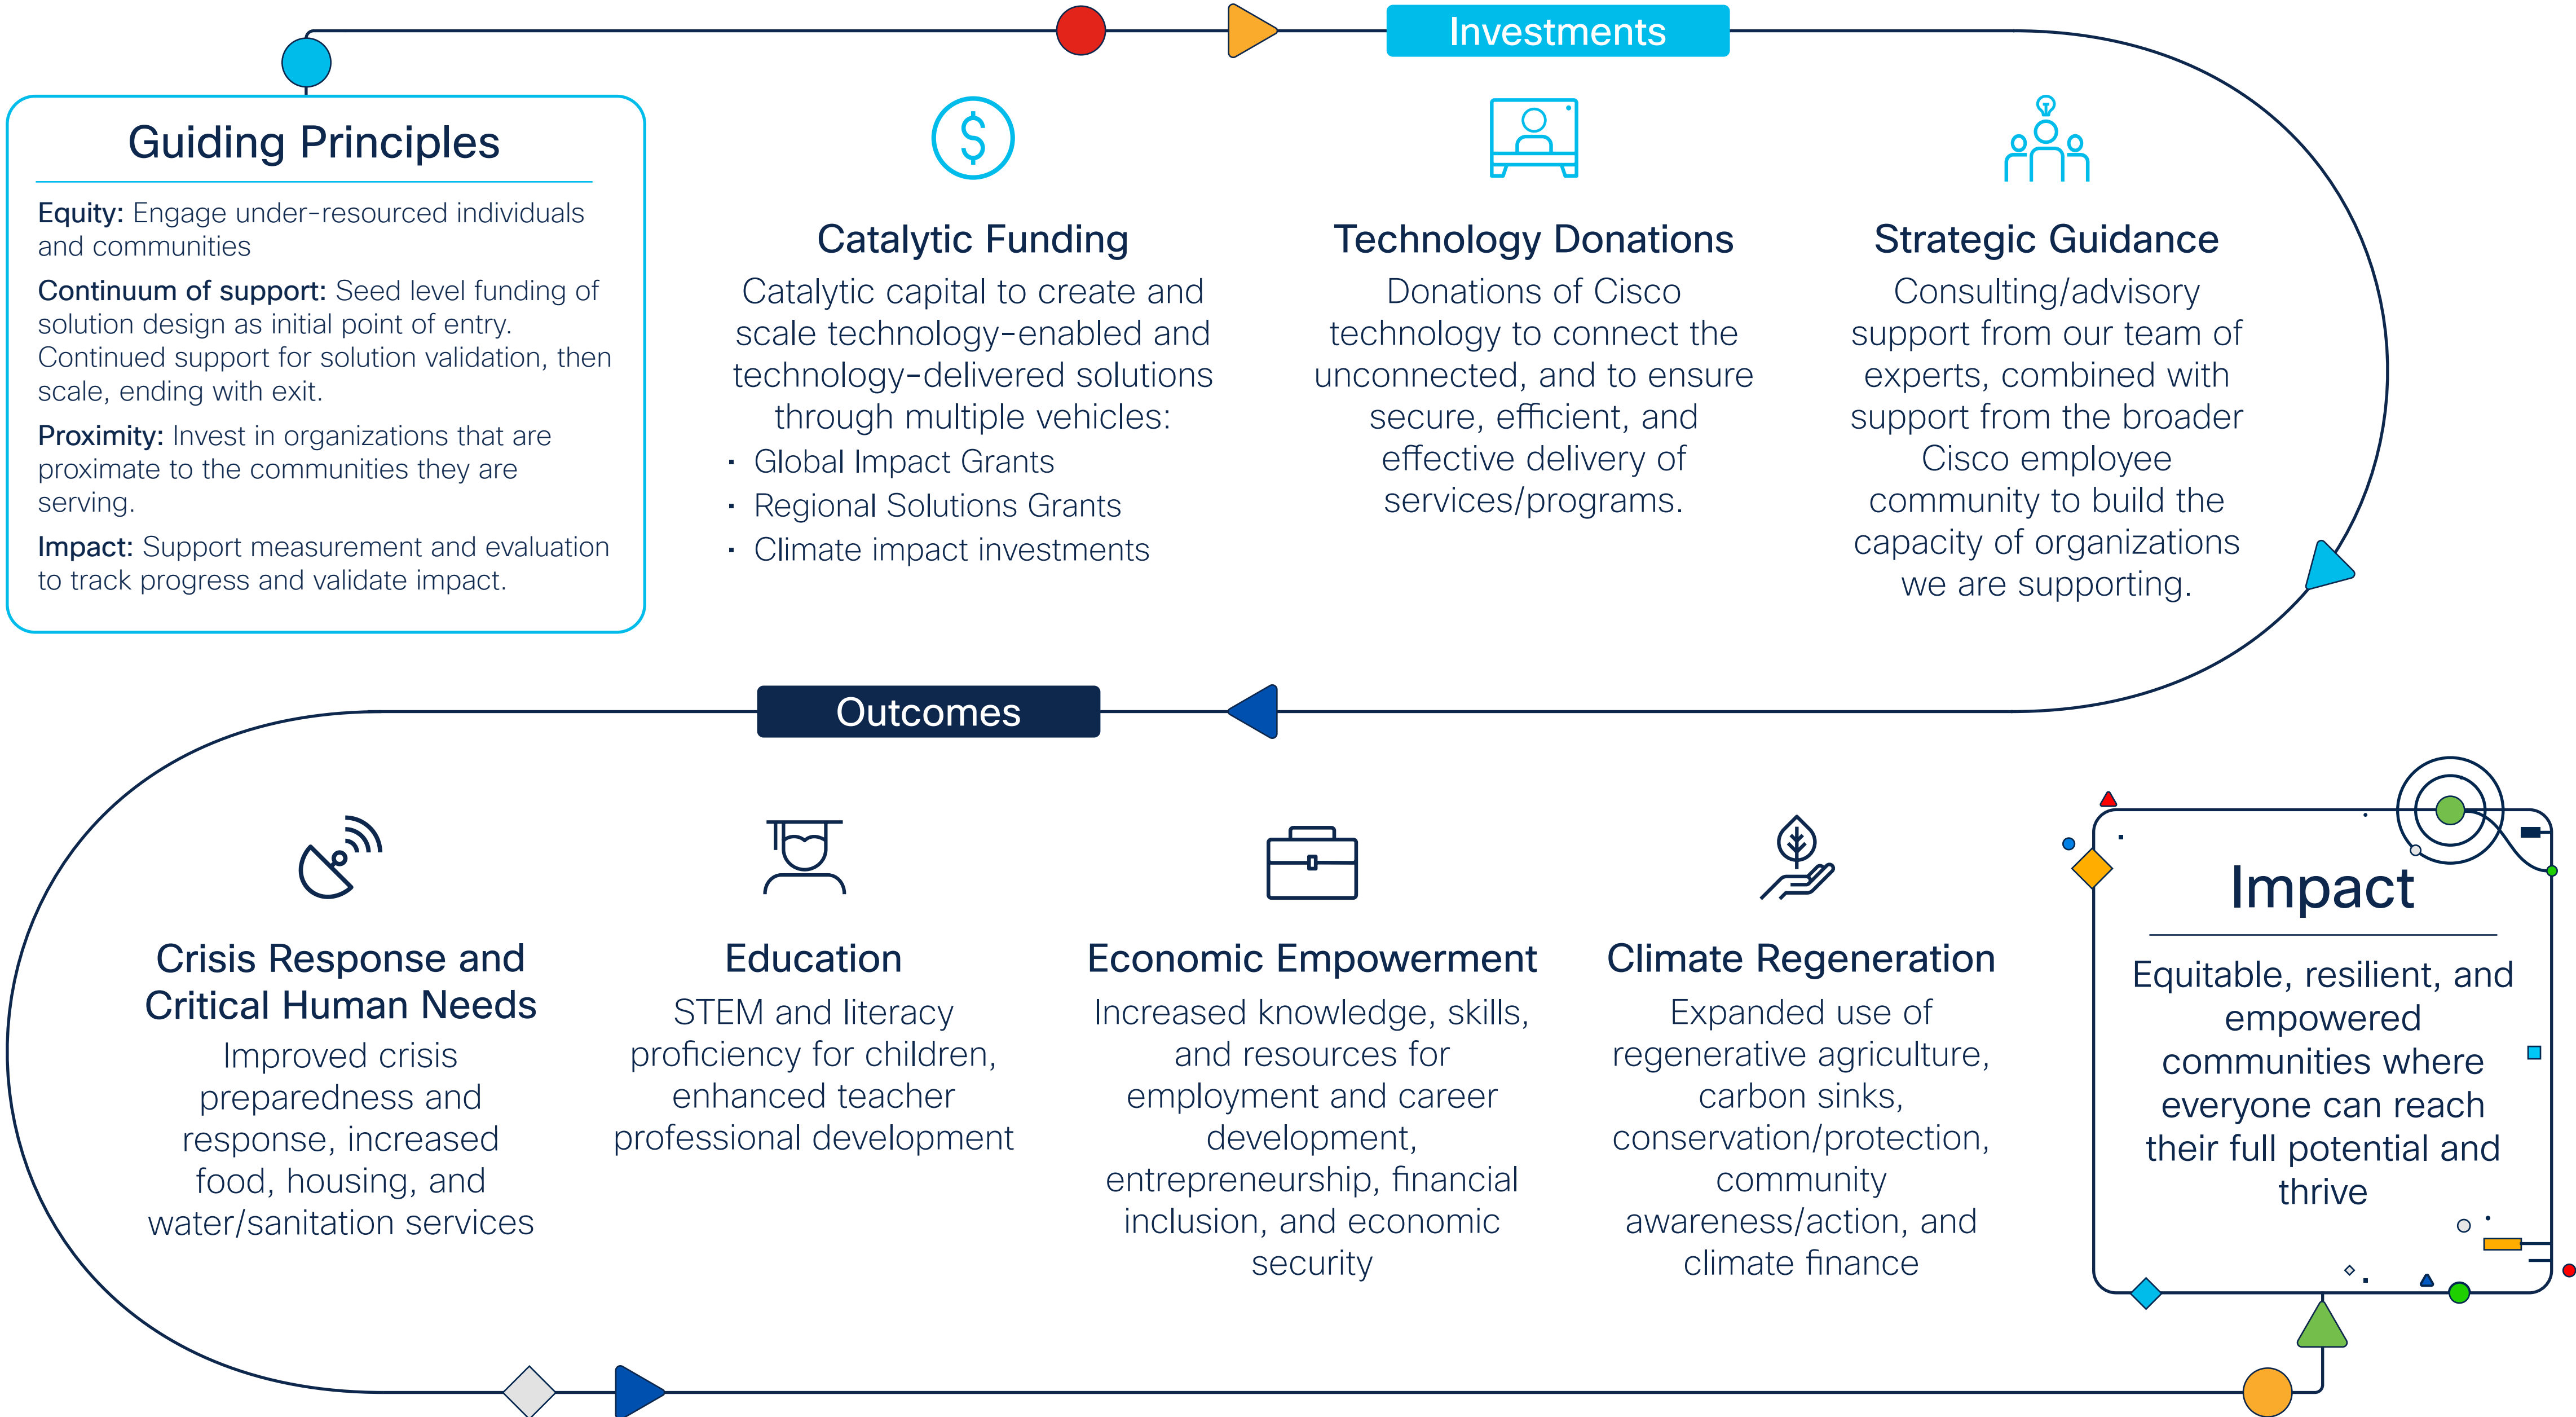 Investments
Guiding Principles
Equity: Engage under-resourced individuals
and communities
Continuum of support: Seed level funding of
solution design as initial point of entry.
Continued support for solution validation, then
scale, ending with exit.
Proximity: Invest in organizations that are
proximate to the communities they are
serving.
Impact: Support measurement and evaluation
to track progress and validate impact.
$
Catalytic Funding
Catalytic capital to create and
scale technology-enabled and
technology-delivered solutions
through multiple vehicles:
· Global Impact Grants
· Regional Solutions Grants
· Climate impact investments
Technology Donations
Donations of Cisco
technology to connect the
unconnected, and to ensure
secure, efficient, and
effective delivery of
services/programs.
Strategic Guidance
Consulting/advisory
support from our team of
experts, combined with
support from the broader
Cisco employee
community to build the
capacity of organizations
we are supporting.
Outcomes
Crisis Response and
Critical Human Needs
Improved crisis
preparedness and
response, increased
food, housing, and
water/sanitation services
Education
STEM and literacy
proficiency for children,
enhanced teacher
professional development
Economic Empowerment
Increased knowledge, skills,
and resources for
employment and career
development,
entrepreneurship, financial
inclusion, and economic
security
Climate Regeneration
Expanded use of
regenerative agriculture,
carbon sinks,
conservation/protection,
community
awareness/action, and
climate finance
Impact
Equitable, resilient, and
empowered
communities where
everyone can reach
their full potential and
thrive